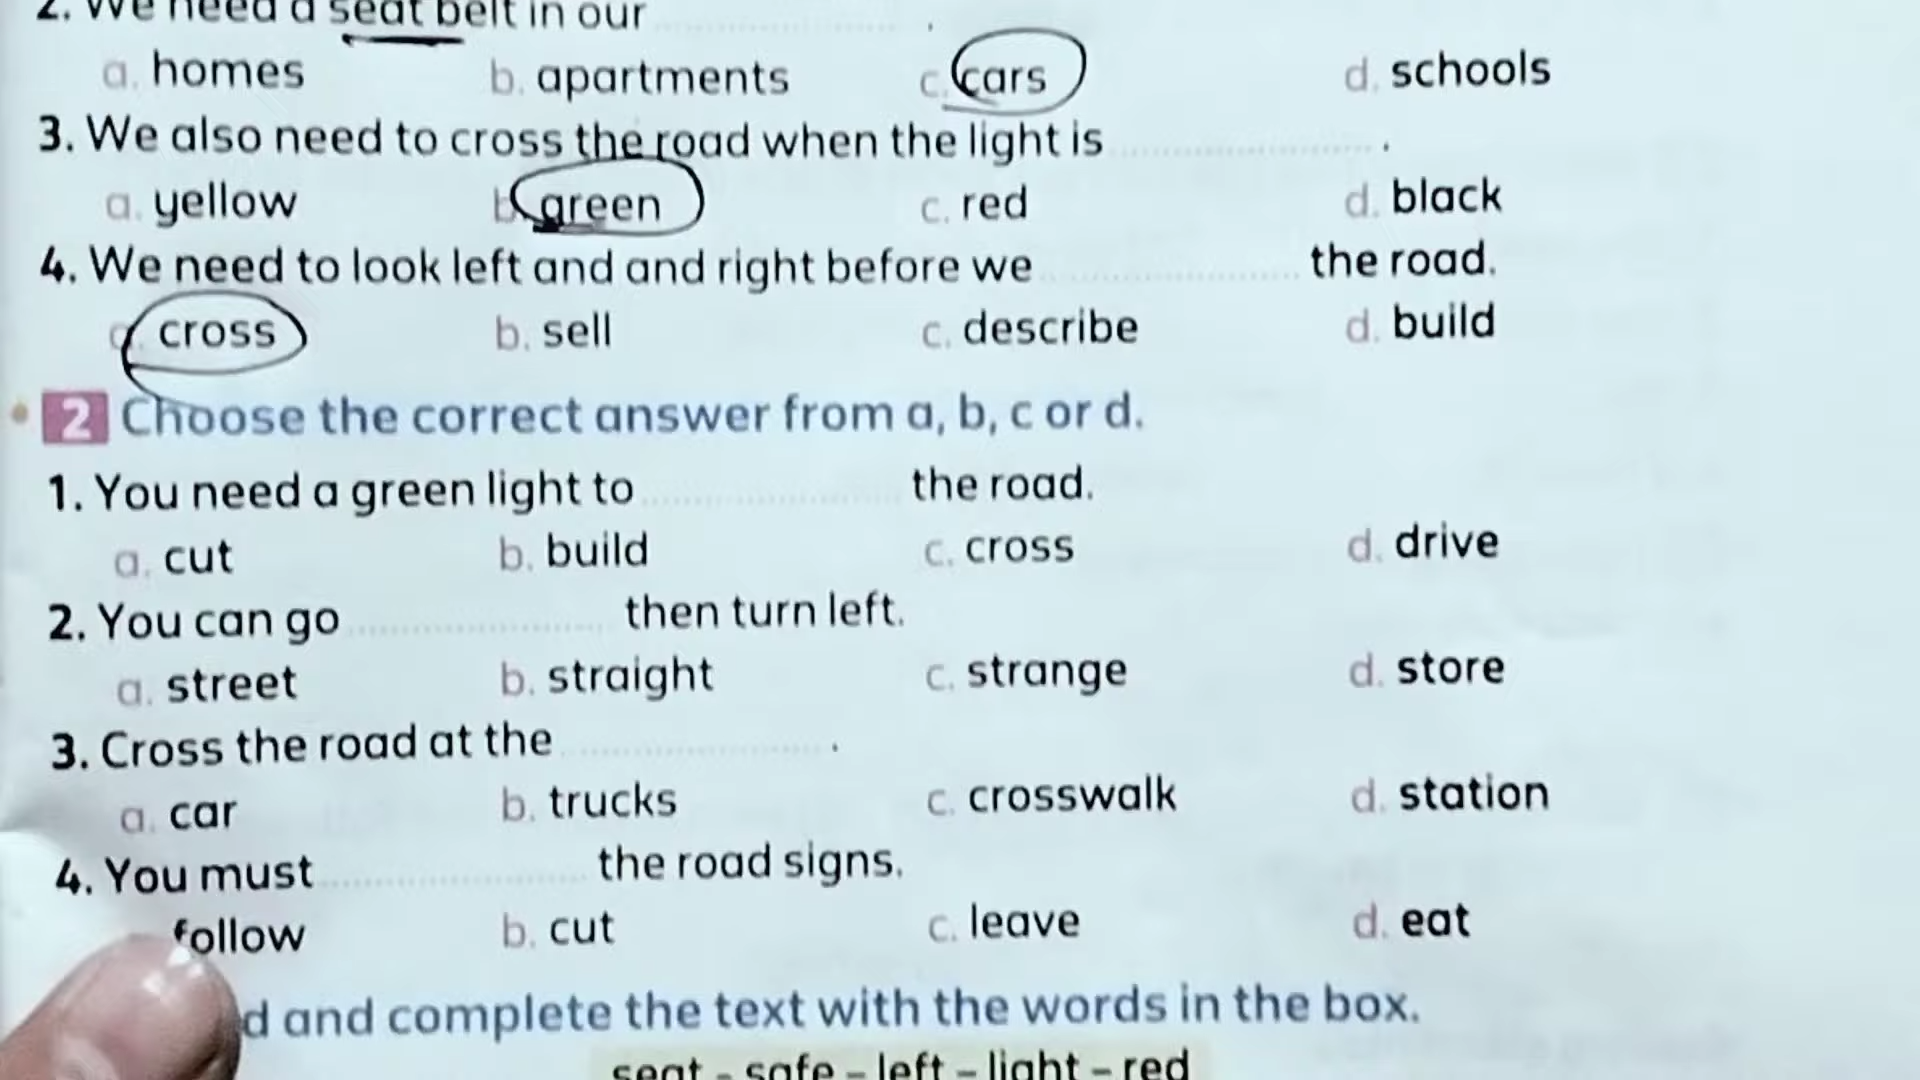 2. We need a seat belt in our .
a. homes b. apartments c. cars d. schools
3. We also need to cross the road when the light is .
a. yellow b. green c. red d. black
4. We need to look left and and right before we the road.
a. cross b. sell c. describe d. build
2 Choose the correct answer from a, b, c or d.
1. You need a green light to the road.
a. cut b. build c. cross d. drive
2. You can go then turn left.
a. street b. straight c. strange d. store
3. Cross the road at the .
a. car b. trucks c. crosswalk d. station
4. You must the road signs.
follow b. cut c. leave d. eat
d and complete the text with the words in the box.
seat - safe - left - light - red